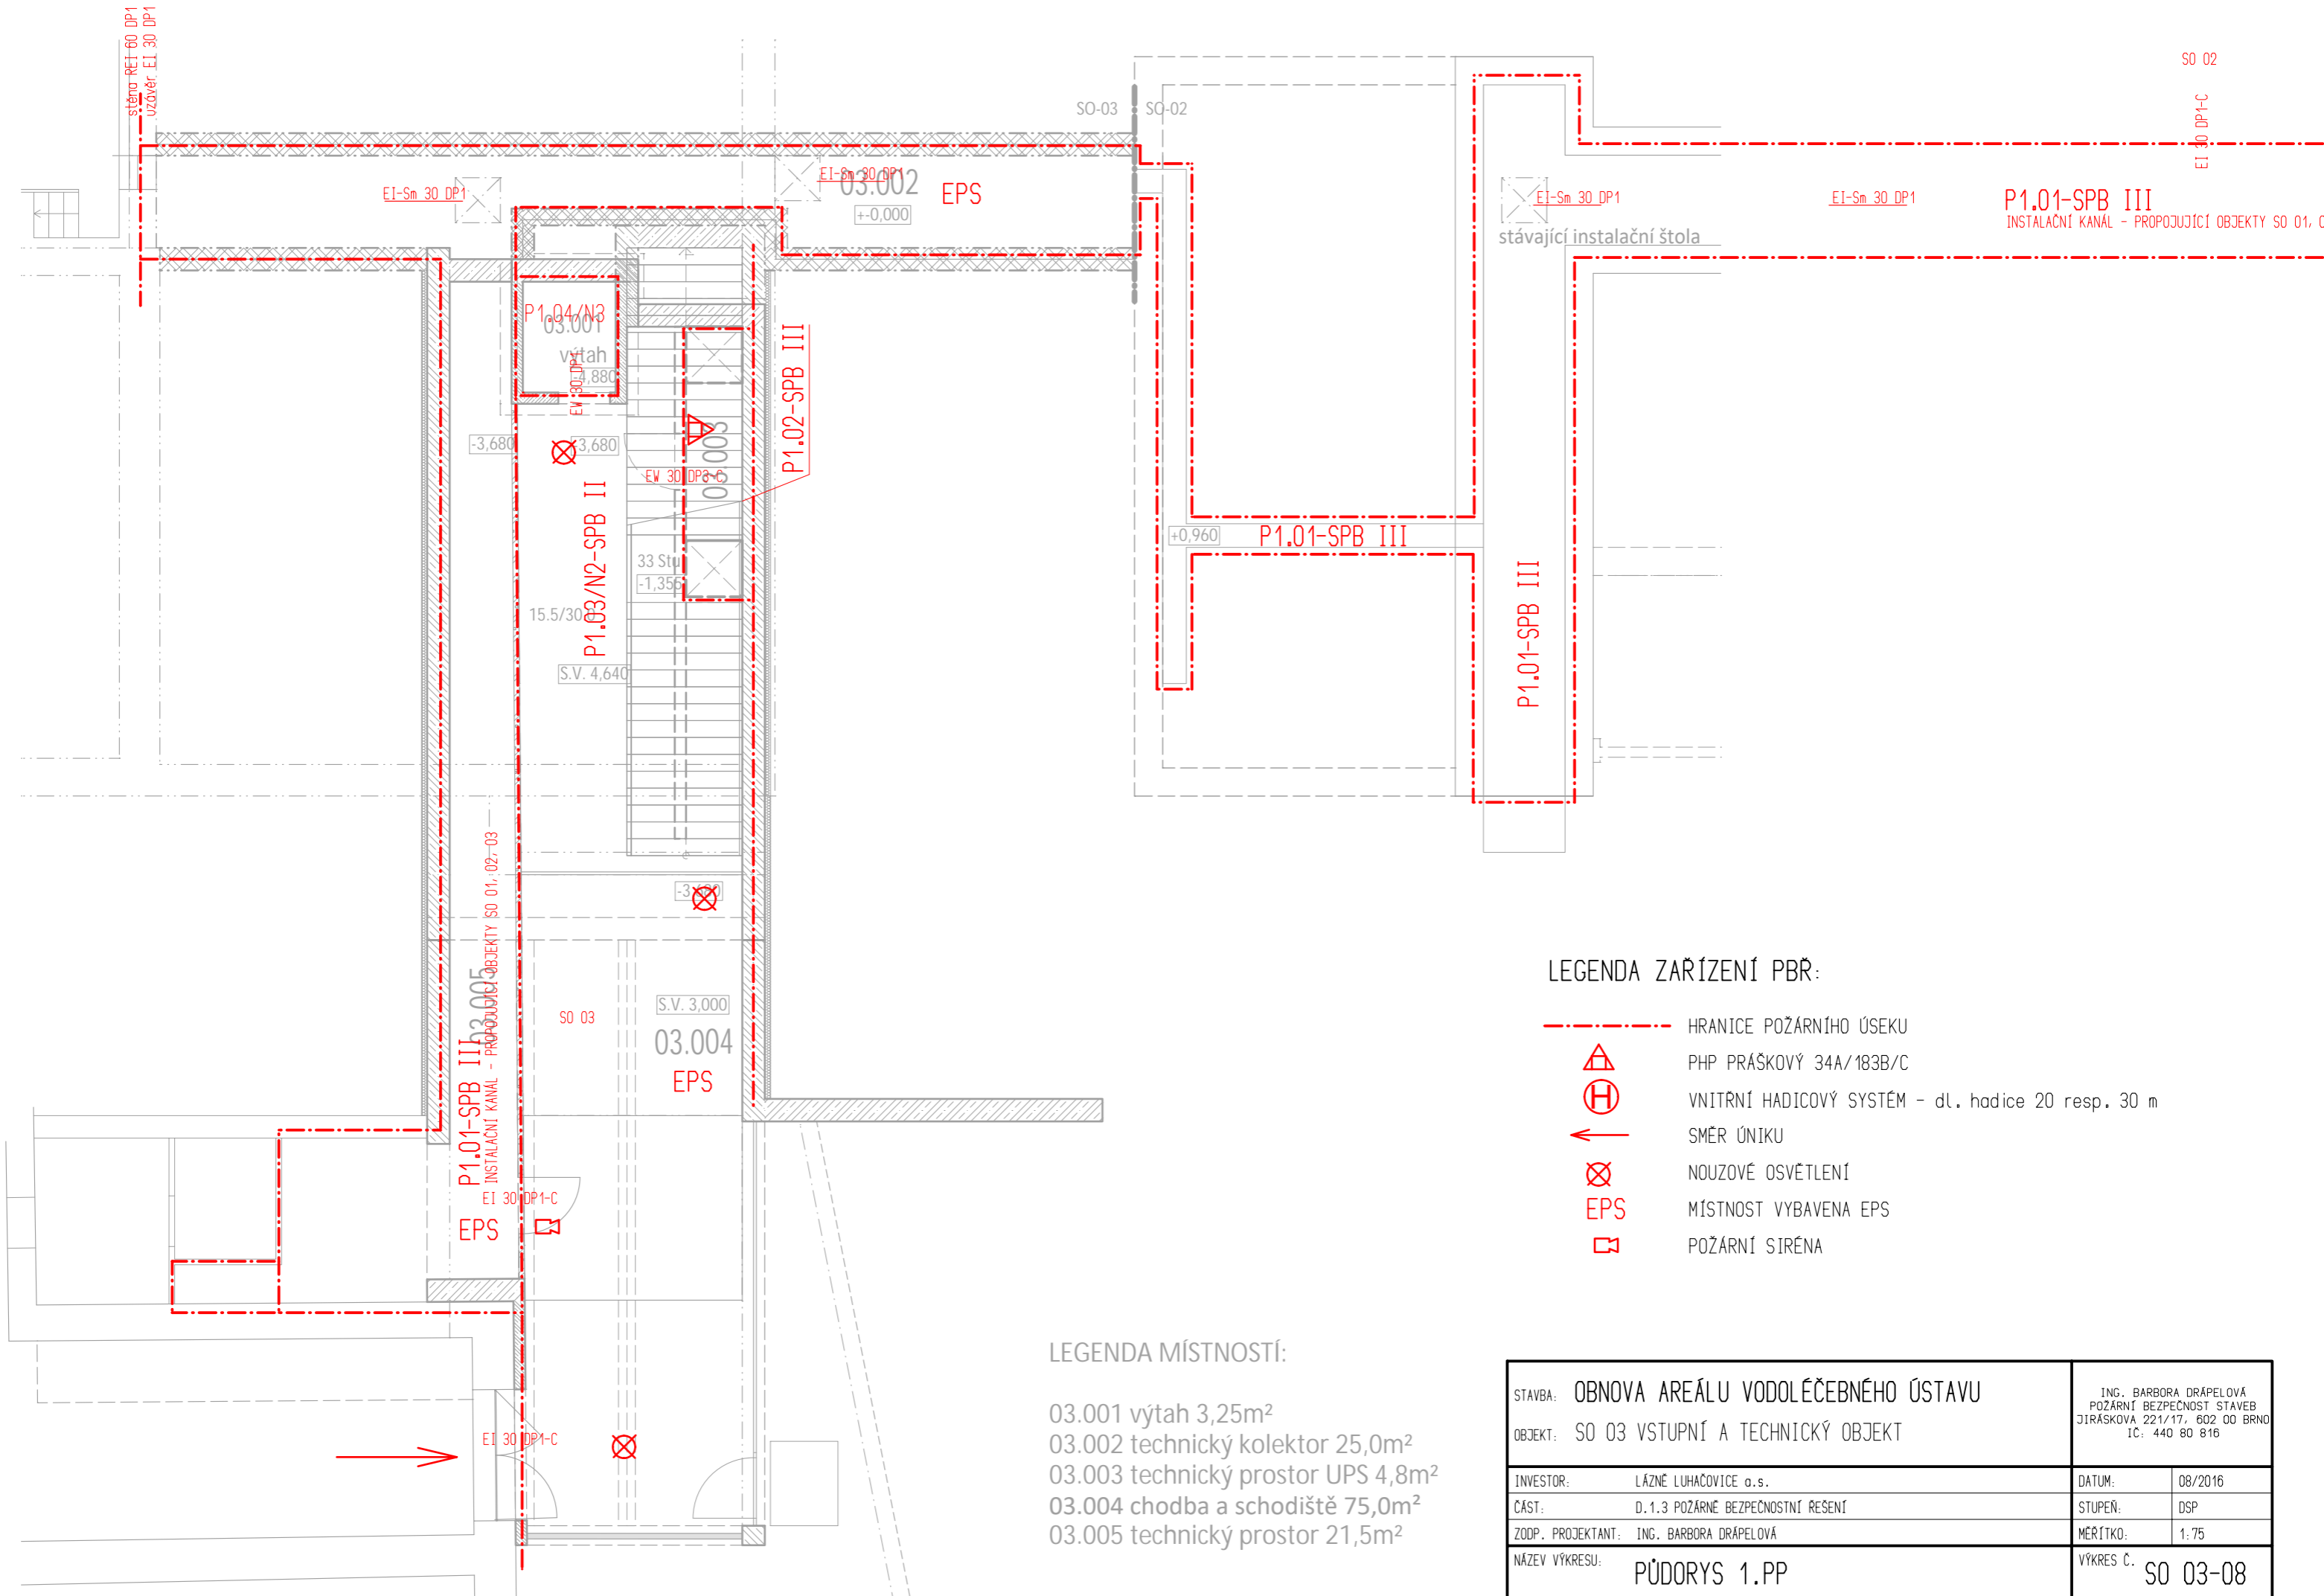 stěna REI 60 DP1
uzávěr EI 30 DP1
SO-03
SO-02
SO 02
EI 30 DP1-C
EI-Sm 30 DP1
EI-Sm 30 DP1
03.002
+-0,000
EPS
EI-Sm 30 DP1
EI-Sm 30 DP1
P1.01-SPB III
INSTALAČNÍ KANÁL - PROPOJUJÍCÍ OBJEKTY SO 01, 0
stávající instalační štola
P1.04/N3
03.001
výtah
-4,880
EW 30 DP1
P1.02-SPB III
-3,680
-3,680
03.003
EW 30 DP3-C
P1.03/N2-SPB II
33 Stu
-1,355
15.5/30.0
S.V. 4,640
+0,960
P1.01-SPB III
P1.01-SPB III
-3,680
03.005
P1.01-SPB III
INSTALAČNÍ KANÁL - PROPOJUJÍCÍ OBJEKTY SO 01, 02, 03
SO 03
S.V. 3,000
03.004
EPS
EI 30 DP1-C
EPS
EI 30 DP1-C
LEGENDA ZAŘÍZENÍ PBŘ:
HRANICE POŽÁRNÍHO ÚSEKU
PHP PRÁŠKOVÝ 34A/183B/C
H VNITŘNÍ HADICOVÝ SYSTÉM - dl. hadice 20 resp. 30 m
SMĚR ÚNIKU
NOUZOVÉ OSVĚTLENÍ
EPS MÍSTNOST VYBAVENA EPS
POŽÁRNÍ SIRÉNA
LEGENDA MÍSTNOSTÍ:
03.001 výtah 3,25m²
03.002 technický kolektor 25,0m²
03.003 technický prostor UPS 4,8m²
03.004 chodba a schodiště 75,0m²
03.005 technický prostor 21,5m²
STAVBA: OBNOVA AREÁLU VODOLÉČEBNÉHO ÚSTAVU
OBJEKT: SO 03 VSTUPNÍ A TECHNICKÝ OBJEKT
ING. BARBORA DRÁPELOVÁ
POŽÁRNÍ BEZPEČNOST STAVEB
JIRÁSKOVA 221/17, 602 00 BRNO
IČ: 440 80 816
INVESTOR: LÁZNĚ LUHAČOVICE a.s.
DATUM: 08/2016
ČÁST: D.1.3 POŽÁRNĚ BEZPEČNOSTNÍ ŘEŠENÍ
STUPEŇ: DSP
ZODP. PROJEKTANT: ING. BARBORA DRÁPELOVÁ
MĚŘÍTKO: 1:75
NÁZEV VÝKRESU: PŮDORYS 1.PP
VÝKRES Č. SO 03-08